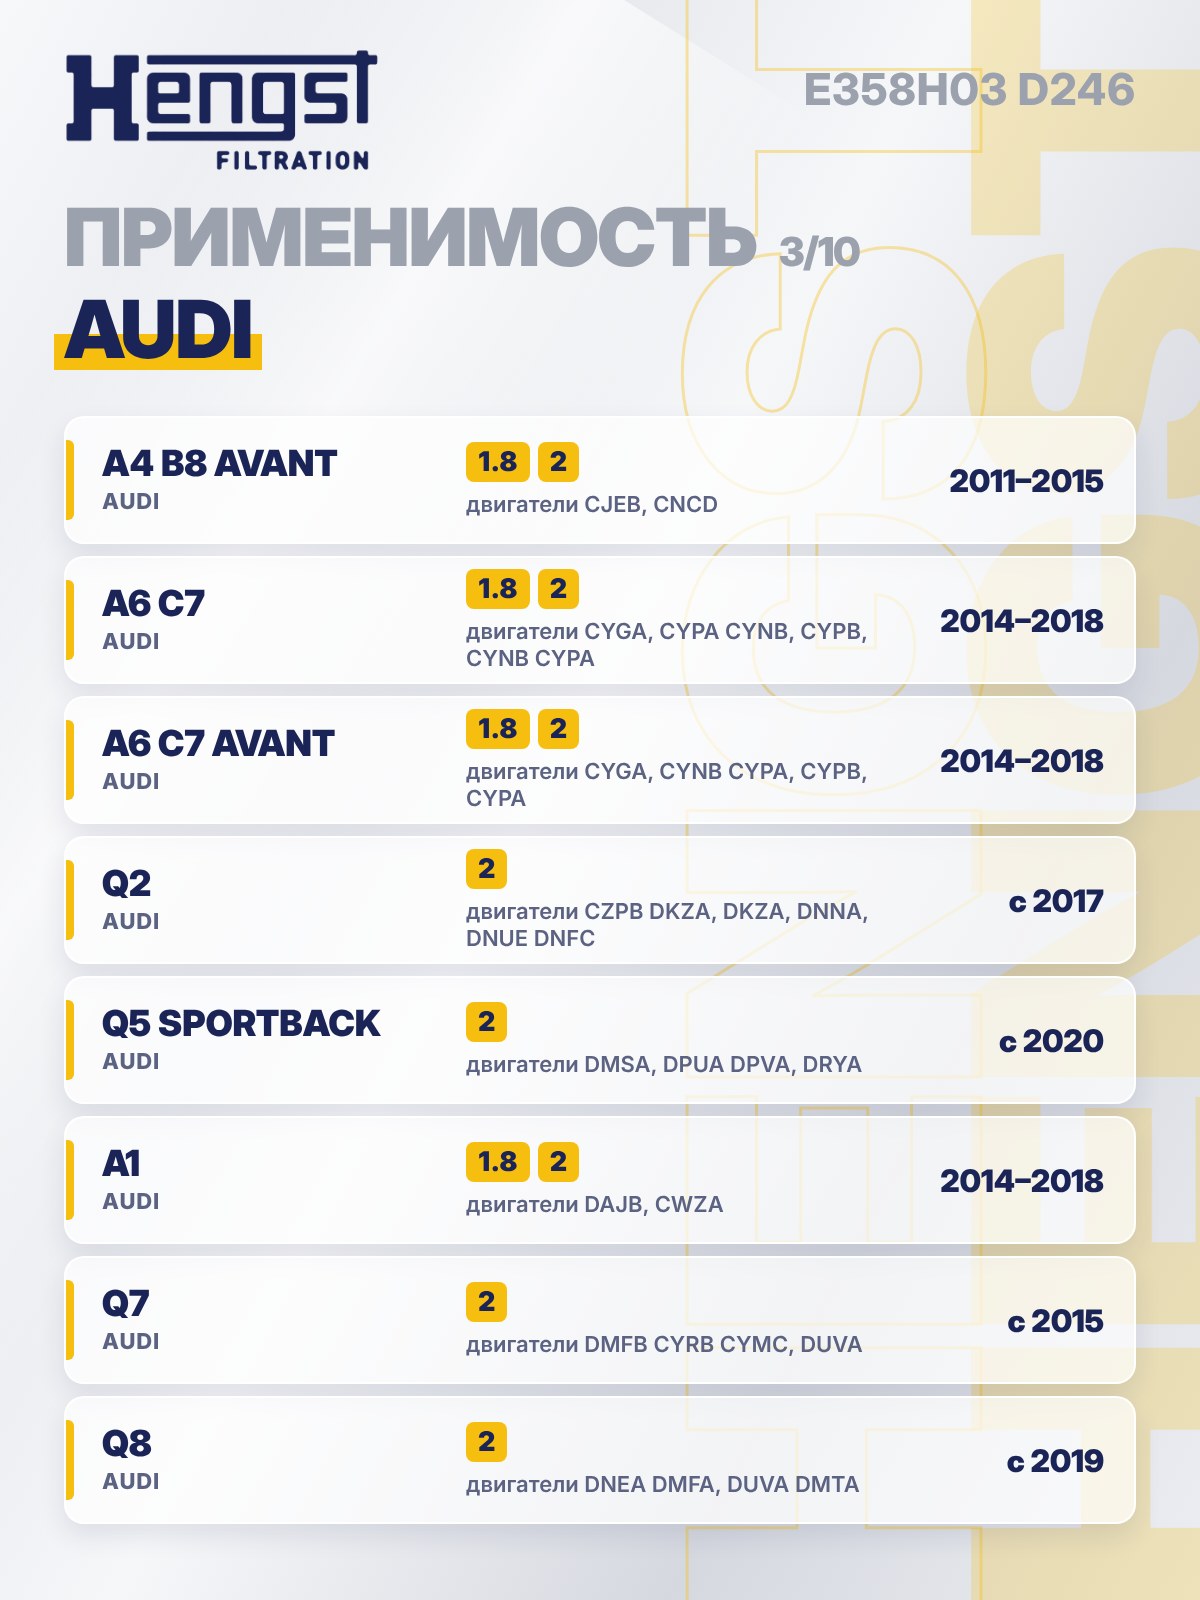 Hengst
FILTRATION
E358H03 D246
ПРИМЕНИМОСТЬ 3/10
AUDI
A4 B8 AVANT
AUDI
1.8 2
двигатели CJEB, CNCD
2011–2015
A6 C7
AUDI
1.8 2
двигатели CYGA, CYPA CYNB, CYPB,
CYNB CYPA
2014–2018
A6 C7 AVANT
AUDI
1.8 2
двигатели CYGA, CYNB CYPA, CYPB,
CYPA
2014–2018
Q2
AUDI
2
двигатели CZPB DKZA, DKZA, DNNA,
DNUE DNFC
с 2017
Q5 SPORTBACK
AUDI
2
двигатели DMSA, DPUA DPVA, DRYA
с 2020
A1
AUDI
1.8 2
двигатели DAJB, CWZA
2014–2018
Q7
AUDI
2
двигатели DMFB CYRB CYMC, DUVA
с 2015
Q8
AUDI
2
двигатели DNEA DMFA, DUVA DMTA
с 2019
HENGST
HENGST